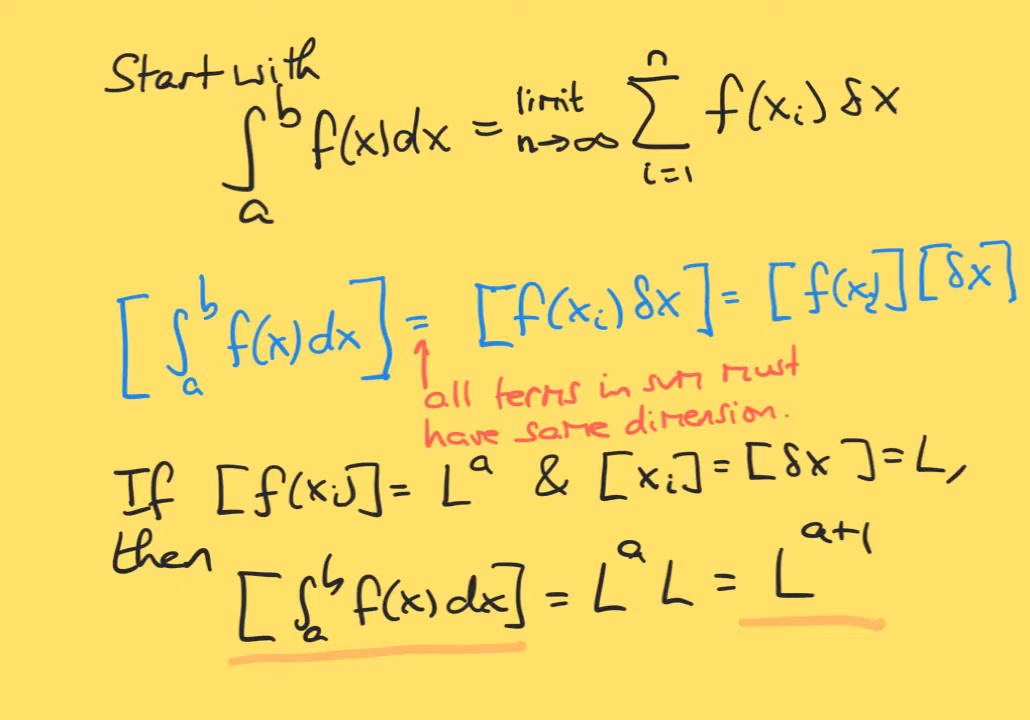 Start with
∫ₐᵇ f(x)dx = limit n→∞ ∑ᵢ₌₁ⁿ f(xᵢ) δx
[∫ₐᵇ f(x)dx] = [f(xᵢ) δx] = [f(xᵢ)][δx]
all terms in sum must
have same dimension.
If [f(xᵢ)] = Lᵃ & [xᵢ] = [δx] = L,
then
[∫ₐᵇ f(x)dx] = Lᵃ L = Lᵃ⁺¹